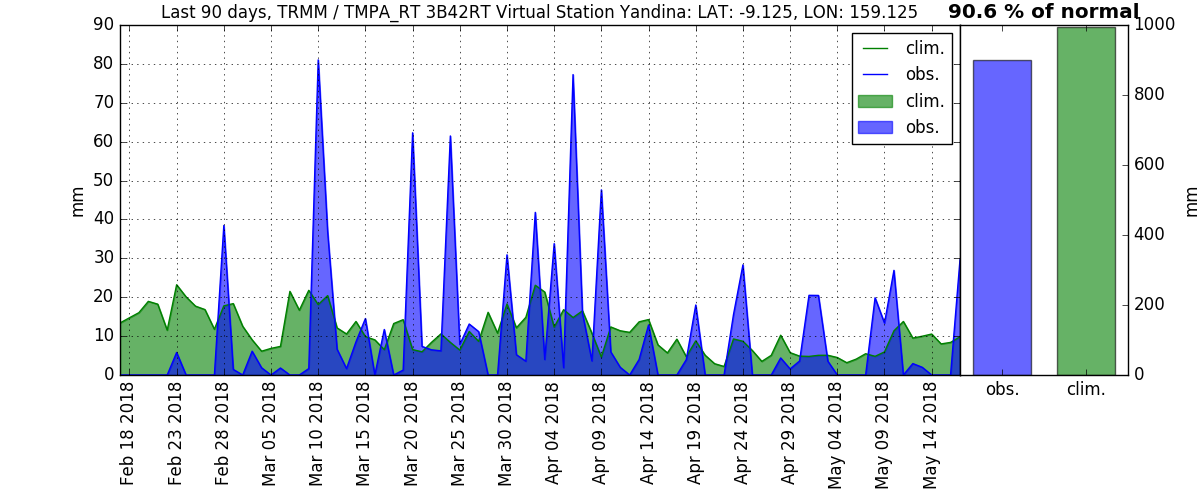 Last 90 days, TRMM / TMPA_RT 3B42RT Virtual Station Yandina: LAT: -9.125, LON: 159.125
90.6 % of normal
90
80
70
60
50
40
30
20
10
0
mm
clim.
obs.
clim.
obs.
Feb 18 2018
Feb 23 2018
Feb 28 2018
Mar 05 2018
Mar 10 2018
Mar 15 2018
Mar 20 2018
Mar 25 2018
Mar 30 2018
Apr 04 2018
Apr 09 2018
Apr 14 2018
Apr 19 2018
Apr 24 2018
Apr 29 2018
May 04 2018
May 09 2018
May 14 2018
1000
800
600
400
200
0
mm
obs.
clim.